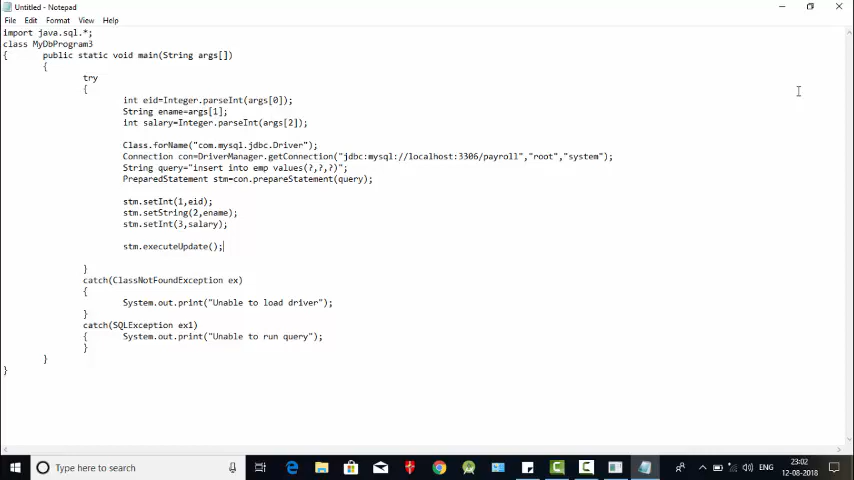 Untitled - Notepad
File Edit Format View Help
import java.sql.*;
class MyDbProgram3
{ public static void main(String args[])
{
try
{
int eid=Integer.parseInt(args[0]);
String ename=args[1];
int salary=Integer.parseInt(args[2]);
Class.forName("com.mysql.jdbc.Driver");
Connection con=DriverManager.getConnection("jdbc:mysql://localhost:3306/payroll","root","system");
String query="insert into emp values(?,?,?)";
PreparedStatement stm=con.prepareStatement(query);
stm.setInt(1,eid);
stm.setString(2,ename);
stm.setInt(3,salary);
stm.executeUpdate();
}
catch(ClassNotFoundException ex)
{
System.out.print("Unable to load driver");
}
catch(SQLException ex1)
{ System.out.print("Unable to run query");
}
}
}
Type here to search
ENG
23:02
12-08-2018